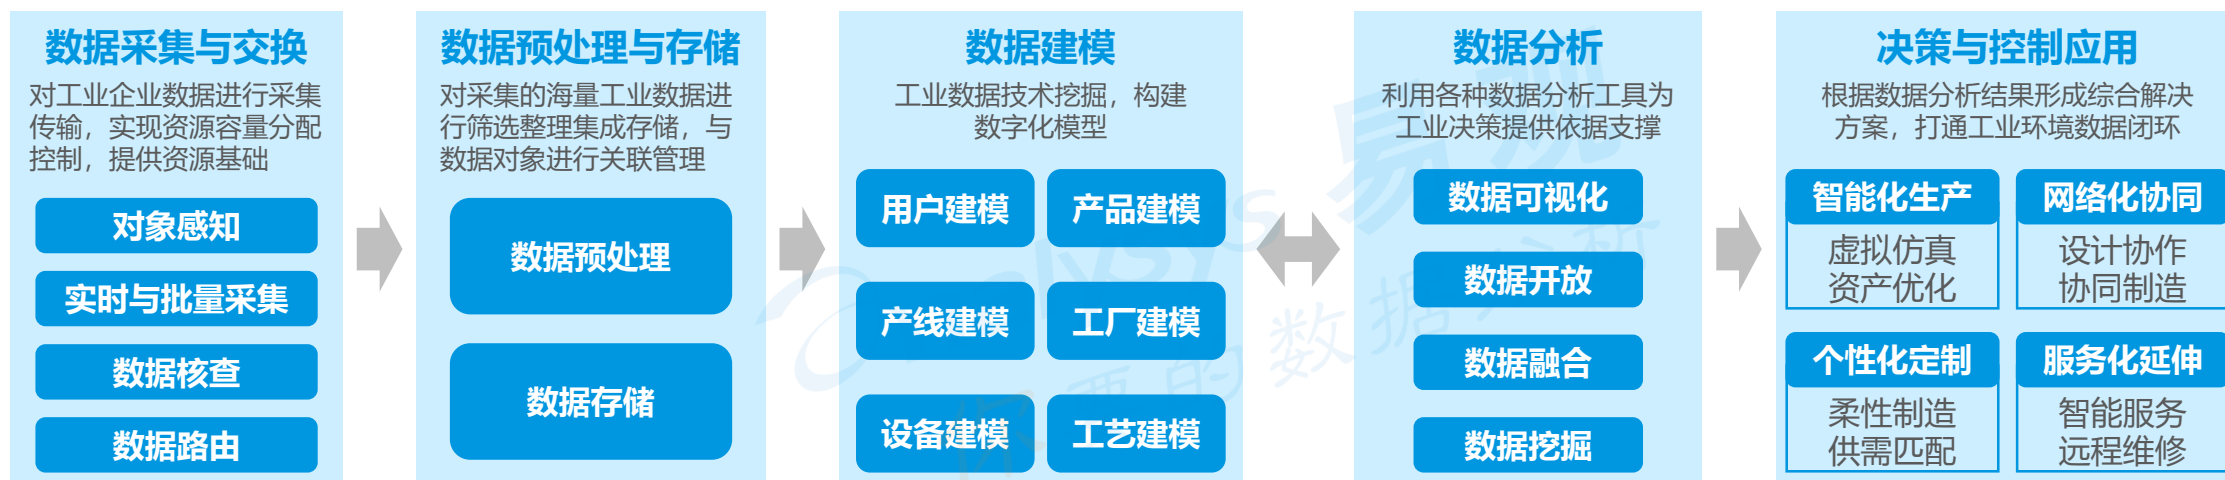 数据采集与交换
对工业企业数据进行采集
传输，实现资源容量分配
控制，提供资源基础
对象感知
实时与批量采集
数据核查
数据路由
数据预处理与存储
对采集的海量工业数据进
行筛选整理集成存储，与
数据对象进行关联管理
数据预处理
数据存储
数据建模
工业数据技术挖掘，构建
数字化模型
用户建模
产品建模
产线建模
工厂建模
设备建模
工艺建模
数据分析
利用各种数据分析工具为
工业决策提供依据支撑
数据可视化
数据开放
数据融合
数据挖掘
决策与控制应用
根据数据分析结果形成综合解决
方案，打通工业环境数据闭环
智能化生产
虚拟仿真
资产优化
网络化协同
设计协作
协同制造
个性化定制
柔性制造
供需匹配
服务化延伸
智能服务
远程维修
analysys 易观
你要的数据分析